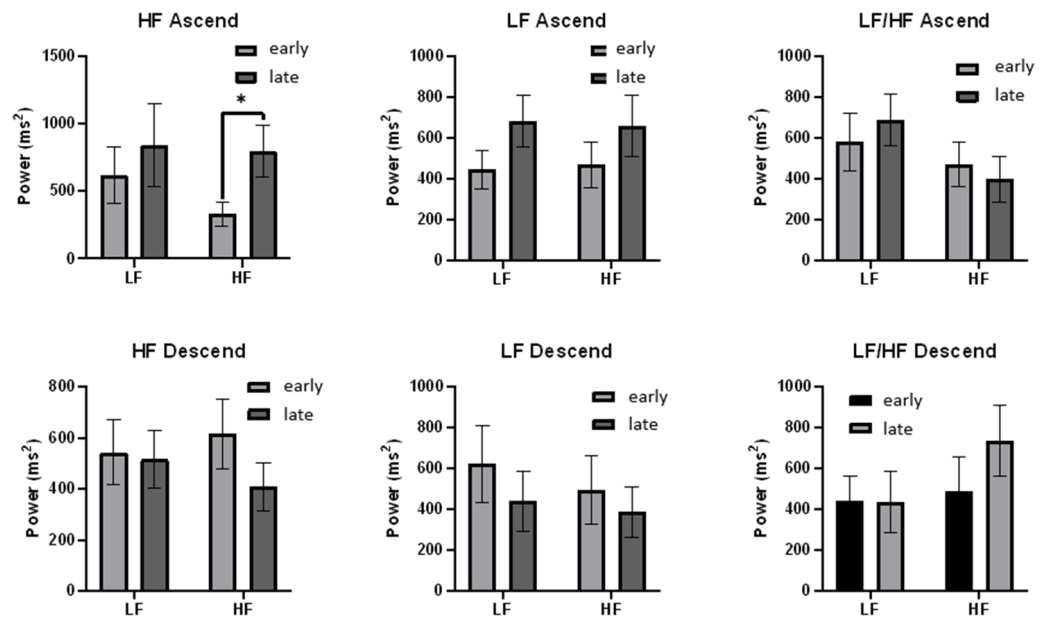 HF Ascend
1500
1000
500
0
Power (ms²)
early
late
*
LF
HF
LF Ascend
1000
800
600
400
200
0
Power (ms²)
early
late
LF
HF
LF/HF Ascend
1000
800
600
400
200
0
Power (ms²)
early
late
LF
HF
HF Descend
800
600
400
200
0
Power (ms²)
early
late
LF
HF
LF Descend
1000
800
600
400
200
0
Power (ms²)
early
late
LF
HF
LF/HF Descend
1000
800
600
400
200
0
Power (ms²)
early
late
LF
HF